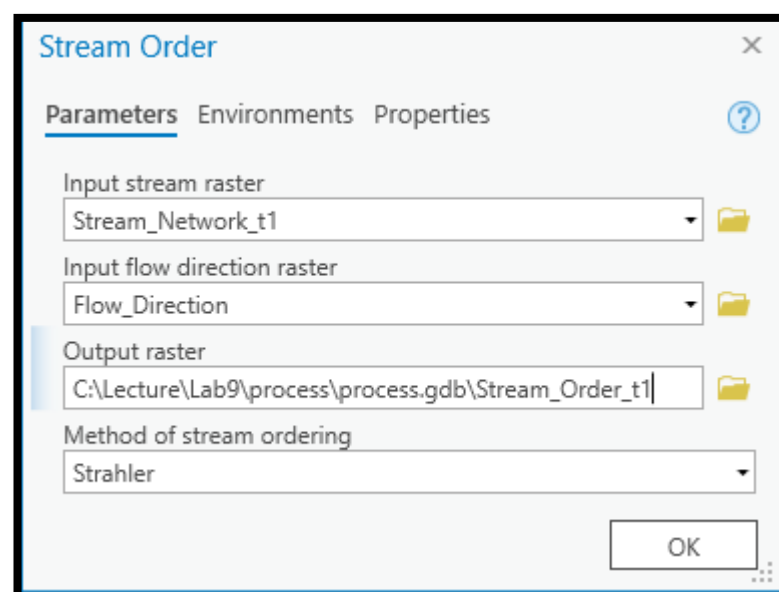 Stream Order
Parameters Environments Properties
Input stream raster
Stream_Network_t1
Input flow direction raster
Flow_Direction
Output raster
C:\Lecture\Lab9\process\process.gdb\Stream_Order_t1
Method of stream ordering
Strahler
OK